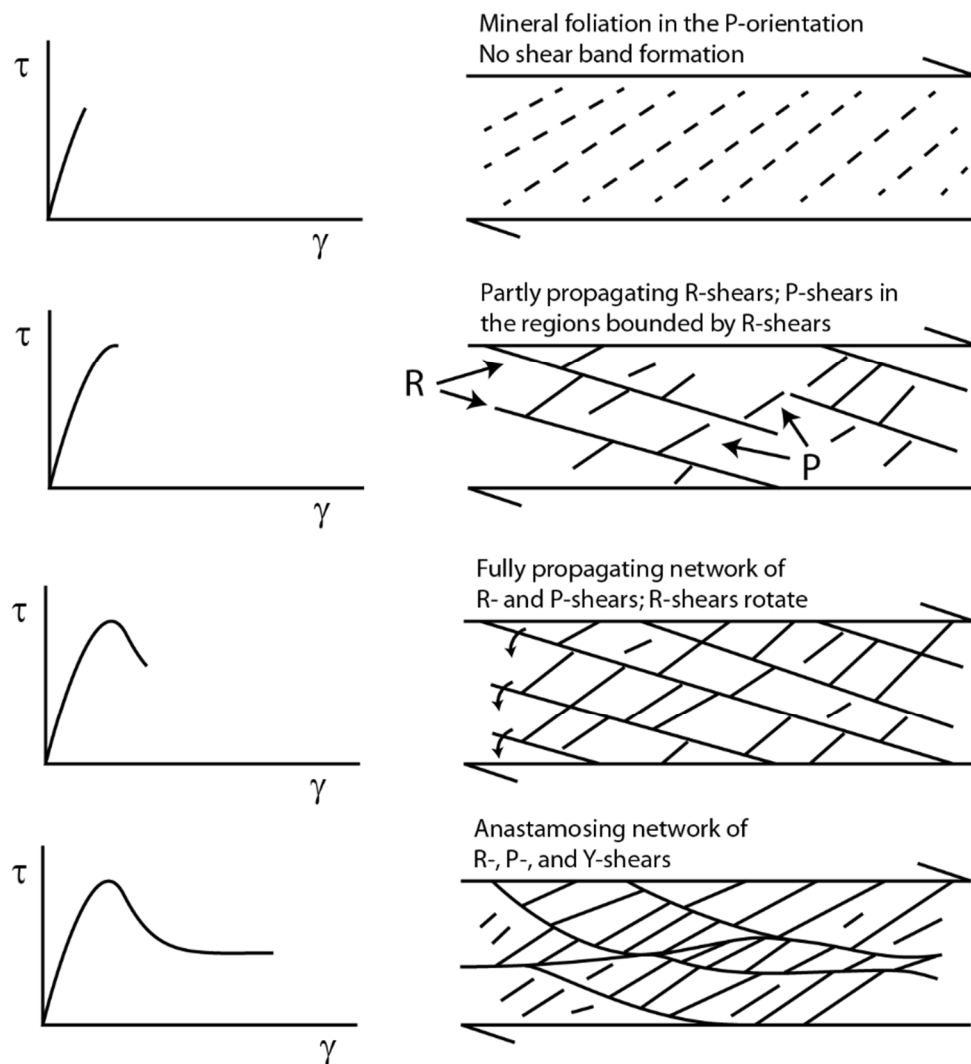 Mineral foliation in the P-orientation
No shear band formation
τ
γ
Partly propagating R-shears; P-shears in
the regions bounded by R-shears
τ
R
P
γ
Fully propagating network of
R- and P-shears; R-shears rotate
τ
γ
Anastamosing network of
R-, P-, and Y-shears
τ
γ